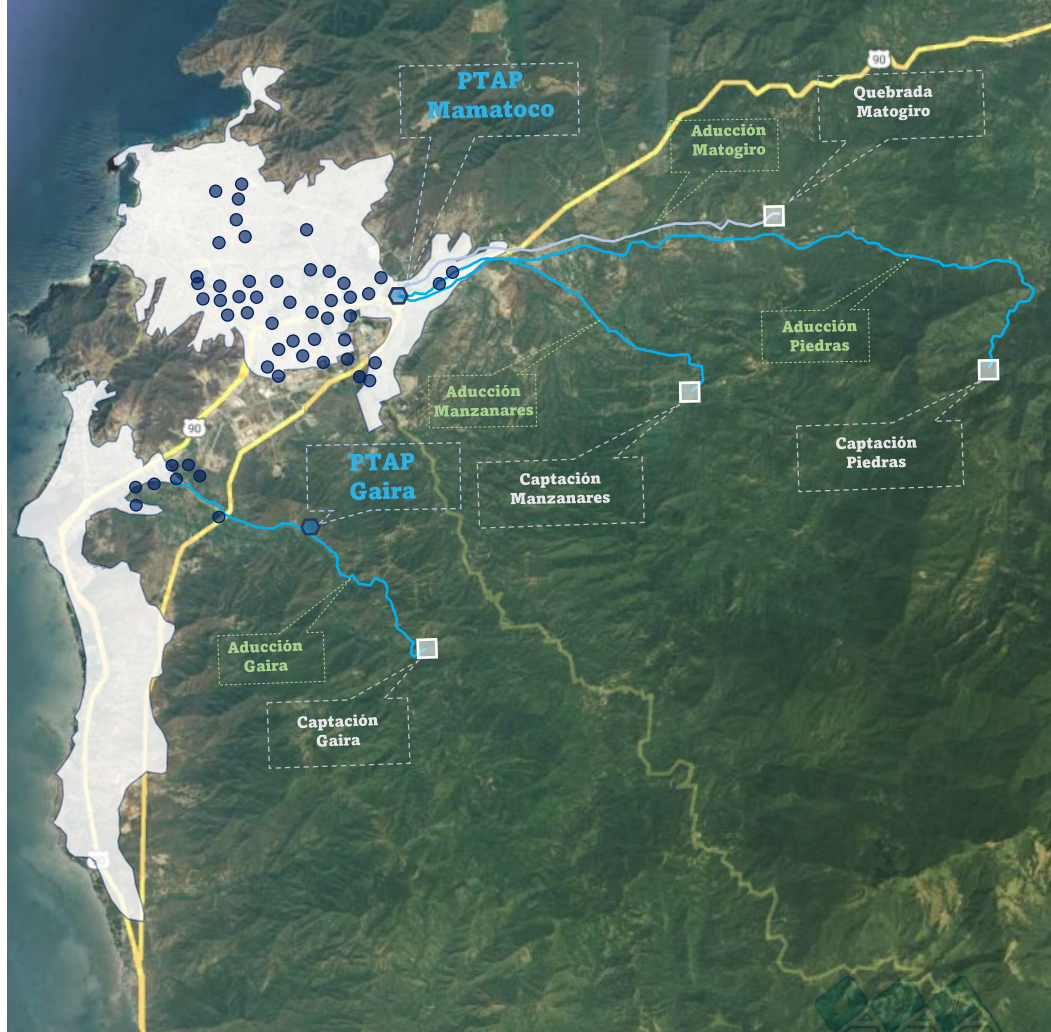 90
PTAP
Mamatoco
Quebrada
Matogiro
Aducción
Matogiro
Aducción
Piedras
Aducción
Manzanares
90
Captación
Piedras
PTAP
Gaira
Captación
Manzanares
Aducción
Gaira
Captación
Gaira